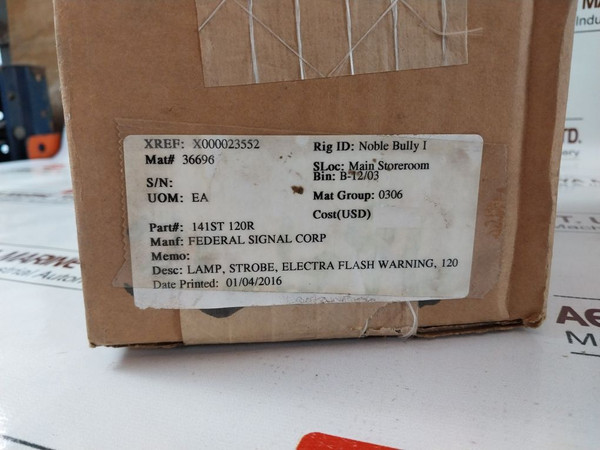 XREF: X000023552
Rig ID: Noble Bully I
Mat# 36696
SLoc: Main Storeroom
Bin: B-12/03
S/N:
UOM: EA
Mat Group: 0306
Cost(USD)
Part#: 141ST 120R
Manf: FEDERAL SIGNAL CORP
Memo:
Desc: LAMP, STROBE, ELECTRA FLASH WARNING, 120
Date Printed: 01/04/2016